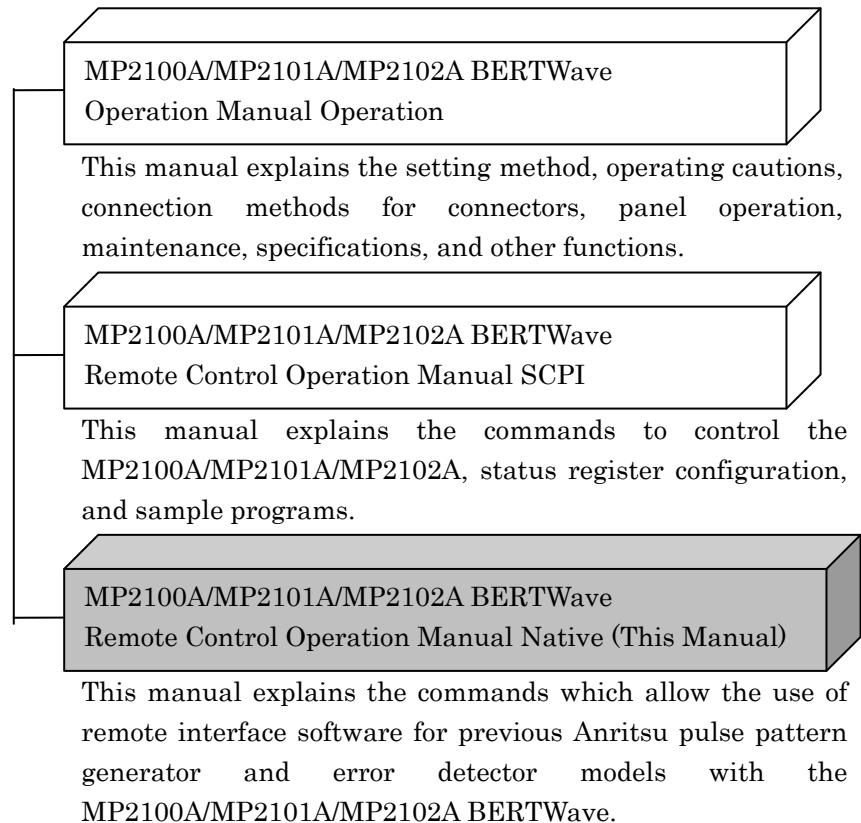 MP2100A/MP2101A/MP2102A BERTWave
Operation Manual Operation
This manual explains the setting method, operating cautions,
connection methods for connectors, panel operation,
maintenance, specifications, and other functions.
MP2100A/MP2101A/MP2102A BERTWave
Remote Control Operation Manual SCPI
This manual explains the commands to control the
MP2100A/MP2101A/MP2102A, status register configuration,
and sample programs.
MP2100A/MP2101A/MP2102A BERTWave
Remote Control Operation Manual Native (This Manual)
This manual explains the commands which allow the use of
remote interface software for previous Anritsu pulse pattern
generator and error detector models with the
MP2100A/MP2101A/MP2102A BERTWave.